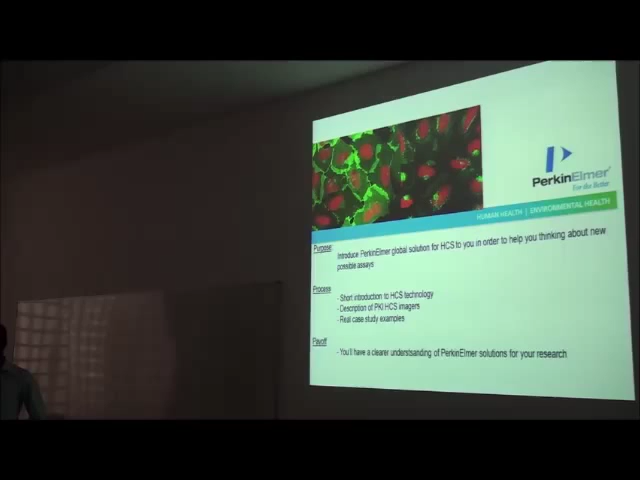 PerkinElmer
For the Better
HUMAN HEALTH | ENVIRONMENTAL HEALTH
Purpose:
Introduce PerkinElmer global solution for HCS to you in order to help you thinking about new
possible assays
Process
- Short introduction to HCS technology
- Description of PKI HCS imagers
- Real case study examples
Payoff
- You'll have a clearer understsanding of PerkinElmer solutions for your research